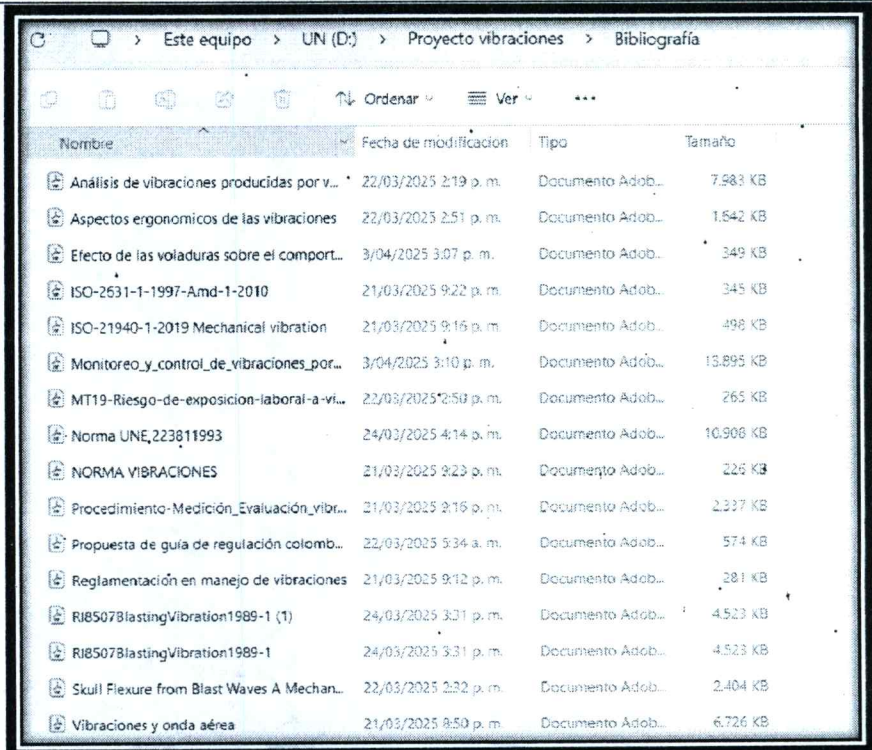 Este equipo > UN (D:) > Proyecto vibraciones > Bibliografía
Ordenar Ver ...
Nombre Fecha de modificación Tipo Tamaño
Análisis de vibraciones producidas por v... 22/03/2025 2:19 p. m. Documento Adob... 7.983 KB
Aspectos ergonomicos de las vibraciones 22/03/2025 2:51 p. m. Documento Adob... 1.642 KB
Efecto de las voladuras sobre el comport... 3/04/2025 3:07 p. m. Documento Adob... 349 KB
ISO-2631-1-1997-Amd-1-2010 21/03/2025 9:22 p. m. Documento Adob... 345 KB
ISO-21940-1-2019 Mechanical vibration 21/03/2025 9:16 p. m. Documento Adob... 498 KB
Monitoreo_y_control_de_vibraciones_por... 3/04/2025 3:10 p. m. Documento Adob... 13.895 KB
MT19-Riesgo-de-exposicion-laboral-a-vi... 22/03/2025 2:50 p. m. Documento Adob... 265 KB
Norma UNE 223811993 24/03/2025 4:14 p. m. Documento Adob... 10.908 KB
NORMA VIBRACIONES 21/03/2025 9:23 p. m. Documento Adob... 226 KB
Procedimiento-Medición_Evaluación_vibr... 21/03/2025 9:16 p. m. Documento Adob... 2.337 KB
Propuesta de guía de regulación colomb... 22/03/2025 5:34 a. m. Documento Adob... 574 KB
Reglamentación en manejo de vibraciones 21/03/2025 9:12 p. m. Documento Adob... 281 KB
RI8507BlastingVibration1989-1 (1) 24/03/2025 3:31 p. m. Documento Adob... 4.523 KB
RI8507BlastingVibration1989-1 24/03/2025 3:31 p. m. Documento Adob... 4.523 KB
Skull Flexure from Blast Waves A Mechan... 22/03/2025 2:32 p. m. Documento Adob... 2.404 KB
Vibraciones y onda aérea 21/03/2025 8:50 p. m. Documento Adob... 6.726 KB